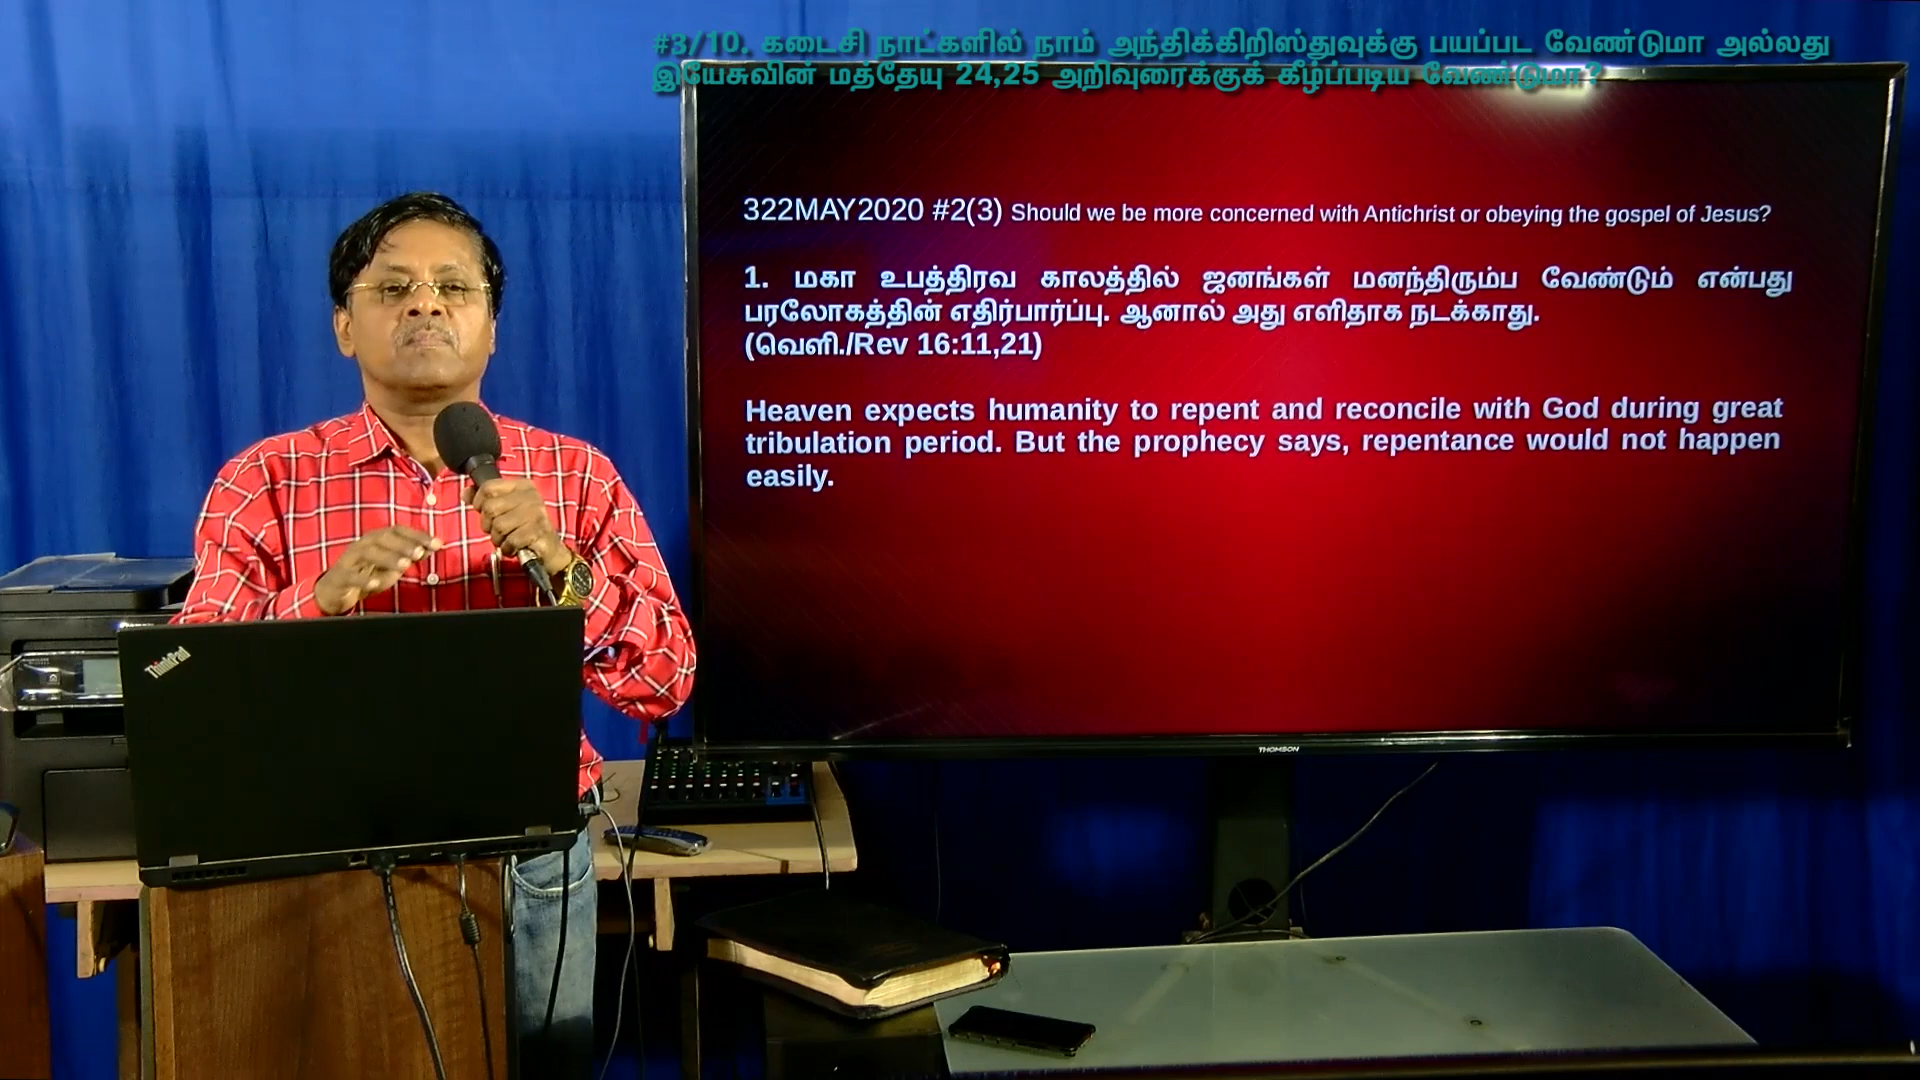 #3/10. கடைசி நாட்களில் நாம் அந்திக்கிறிஸ்துவுக்கு பயப்பட வேண்டுமா அல்லது
இயேசுவின் மத்தேயு 24,25 அறிவுரைக்குக் கீழ்ப்படிய வேண்டுமா?
322MAY2020 #2(3) Should we be more concerned with Antichrist or obeying the gospel of Jesus?
1. மகா உபத்திரவ காலத்தில் ஜனங்கள் மனந்திரும்ப வேண்டும் என்பது
பரலோகத்தின் எதிர்பார்ப்பு. ஆனால் அது எளிதாக நடக்காது.
(வெளி./Rev 16:11,21)
Heaven expects humanity to repent and reconcile with God during great
tribulation period. But the prophecy says, repentance would not happen
easily.
ThinkPad
THOMSON